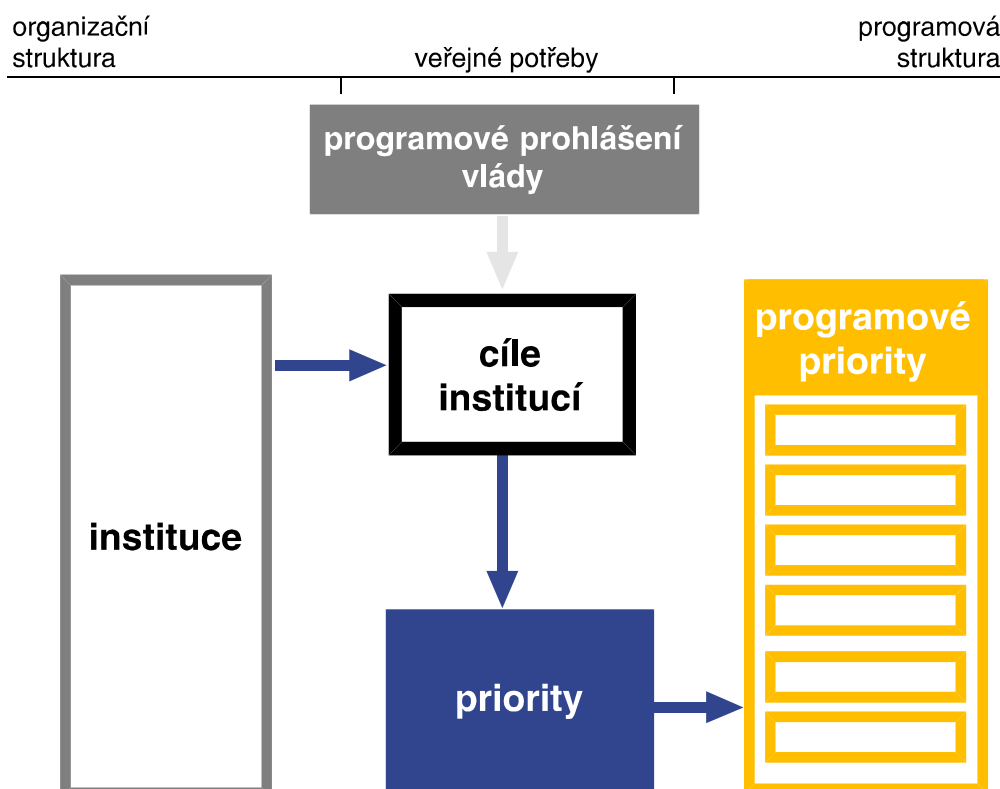 organizační
struktura
veřejné potřeby
programová
struktura
programové prohlášení
vlády
cíle
institucí
programové
priority
instituce
priority